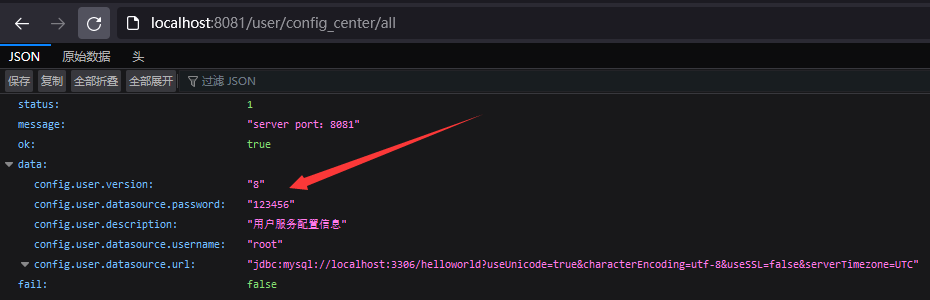 localhost:8081/user/config_center/all
JSON 原始数据 头
保存 复制 全部折叠 全部展开 过滤 JSON
status: 1
message: "server port：8081"
ok: true
data:
config.user.version: "8"
config.user.datasource.password: "123456"
config.user.description: "用户服务配置信息"
config.user.datasource.username: "root"
config.user.datasource.url: "jdbc:mysql://localhost:3306/helloworld?useUnicode=true&characterEncoding=utf-8&useSSL=false&serverTimezone=UTC"
fail: false